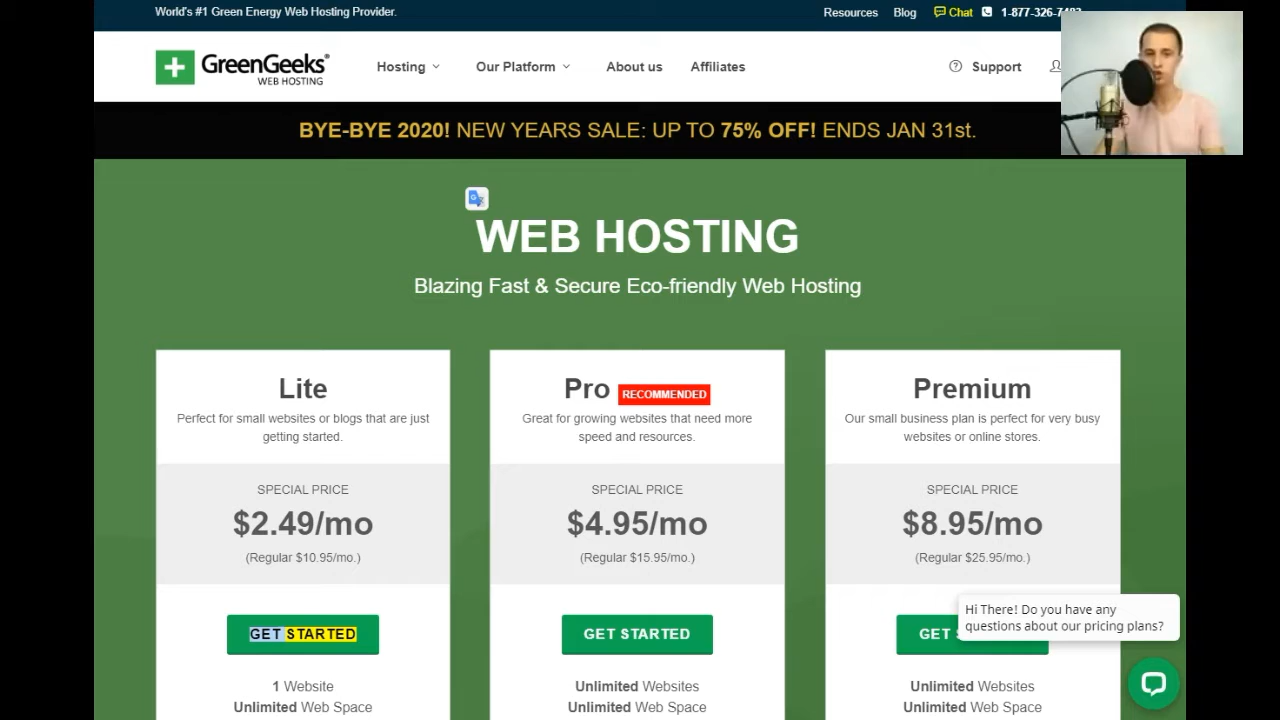 World's #1 Green Energy Web Hosting Provider.
Resources Blog Chat
GreenGeeks®
WEB HOSTING
Hosting Our Platform About us Affiliates Support
BYE-BYE 2020! NEW YEARS SALE: UP TO 75% OFF! ENDS JAN 31st.
WEB HOSTING
Blazing Fast & Secure Eco-friendly Web Hosting
Lite
Perfect for small websites or blogs that are just
getting started.
SPECIAL PRICE
$2.49/mo
(Regular $10.95/mo.)
GET STARTED
1 Website
Unlimited Web Space
Pro RECOMMENDED
Great for growing websites that need more
speed and resources.
SPECIAL PRICE
$4.95/mo
(Regular $15.95/mo.)
GET STARTED
Unlimited Websites
Unlimited Web Space
Premium
Our small business plan is perfect for very busy
websites or online stores.
SPECIAL PRICE
$8.95/mo
(Regular $25.95/mo.)
GET
Unlimited Websites
Unlimited Web Space
Hi There! Do you have any
questions about our pricing plans?